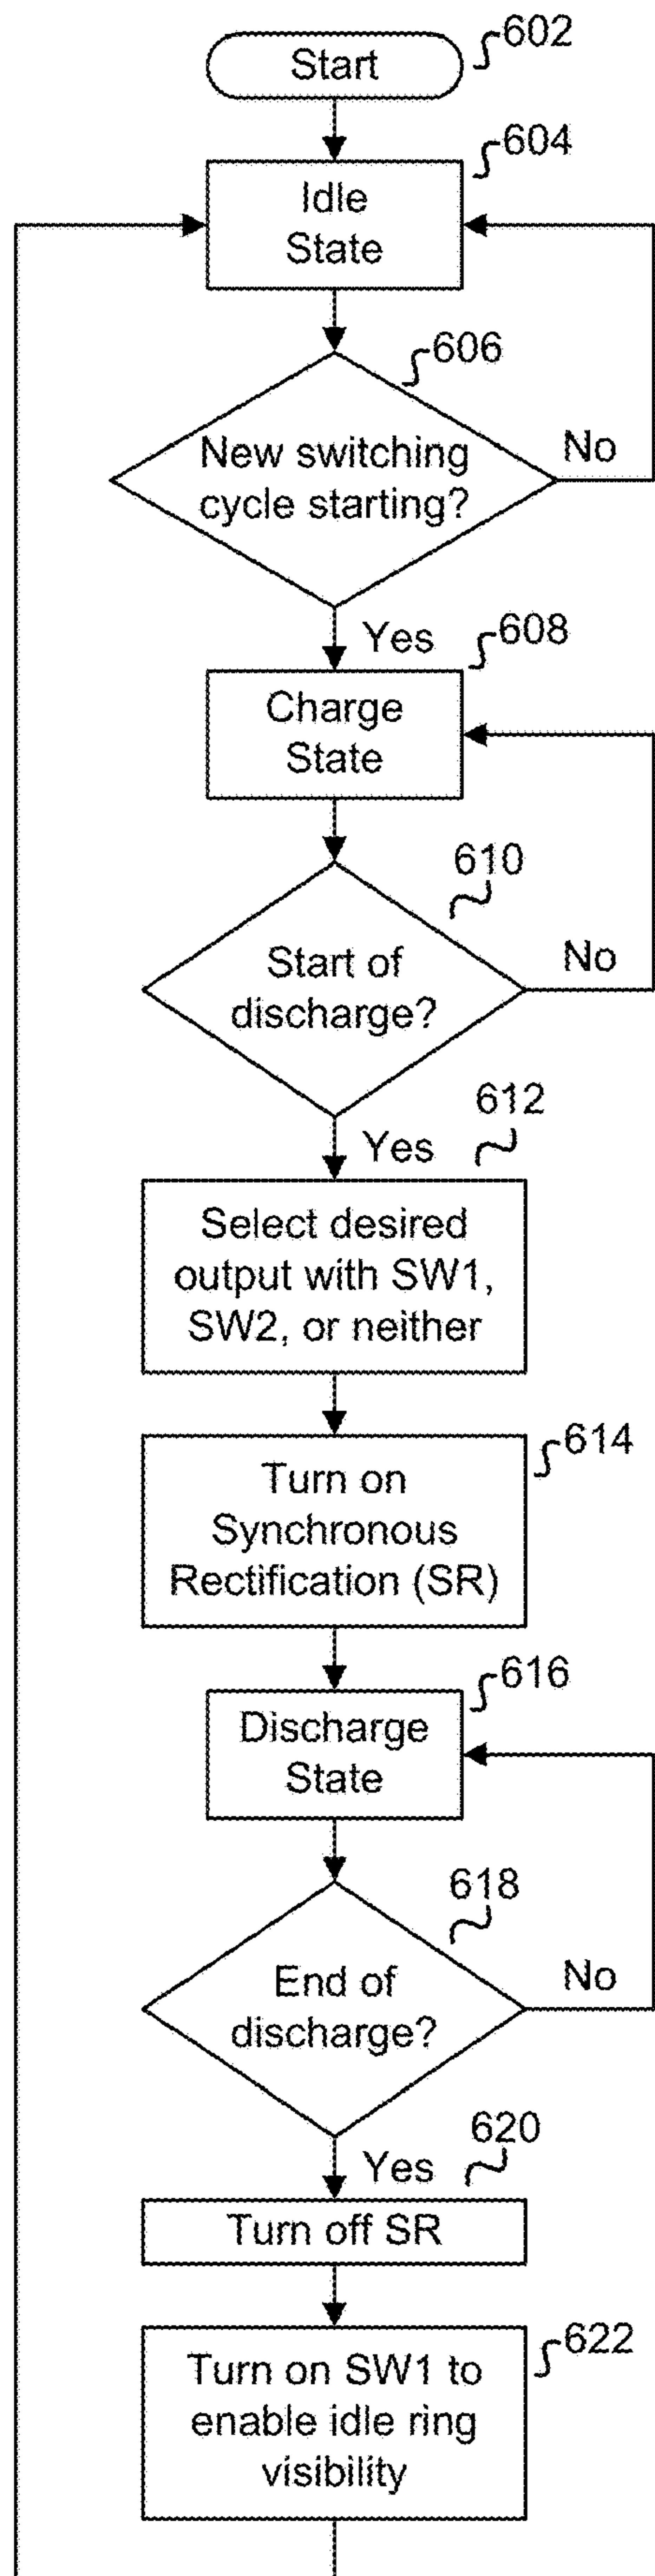 Start
602
604
Idle
State
606
New switching
cycle starting?
No
Yes
608
Charge
State
610
Start of
discharge?
No
Yes
612
Select desired
output with SW1,
SW2, or neither
614
Turn on
Synchronous
Rectification (SR)
616
Discharge
State
618
End of
discharge?
No
Yes
620
Turn off SR
622
Turn on SW1 to
enable idle ring
visibility